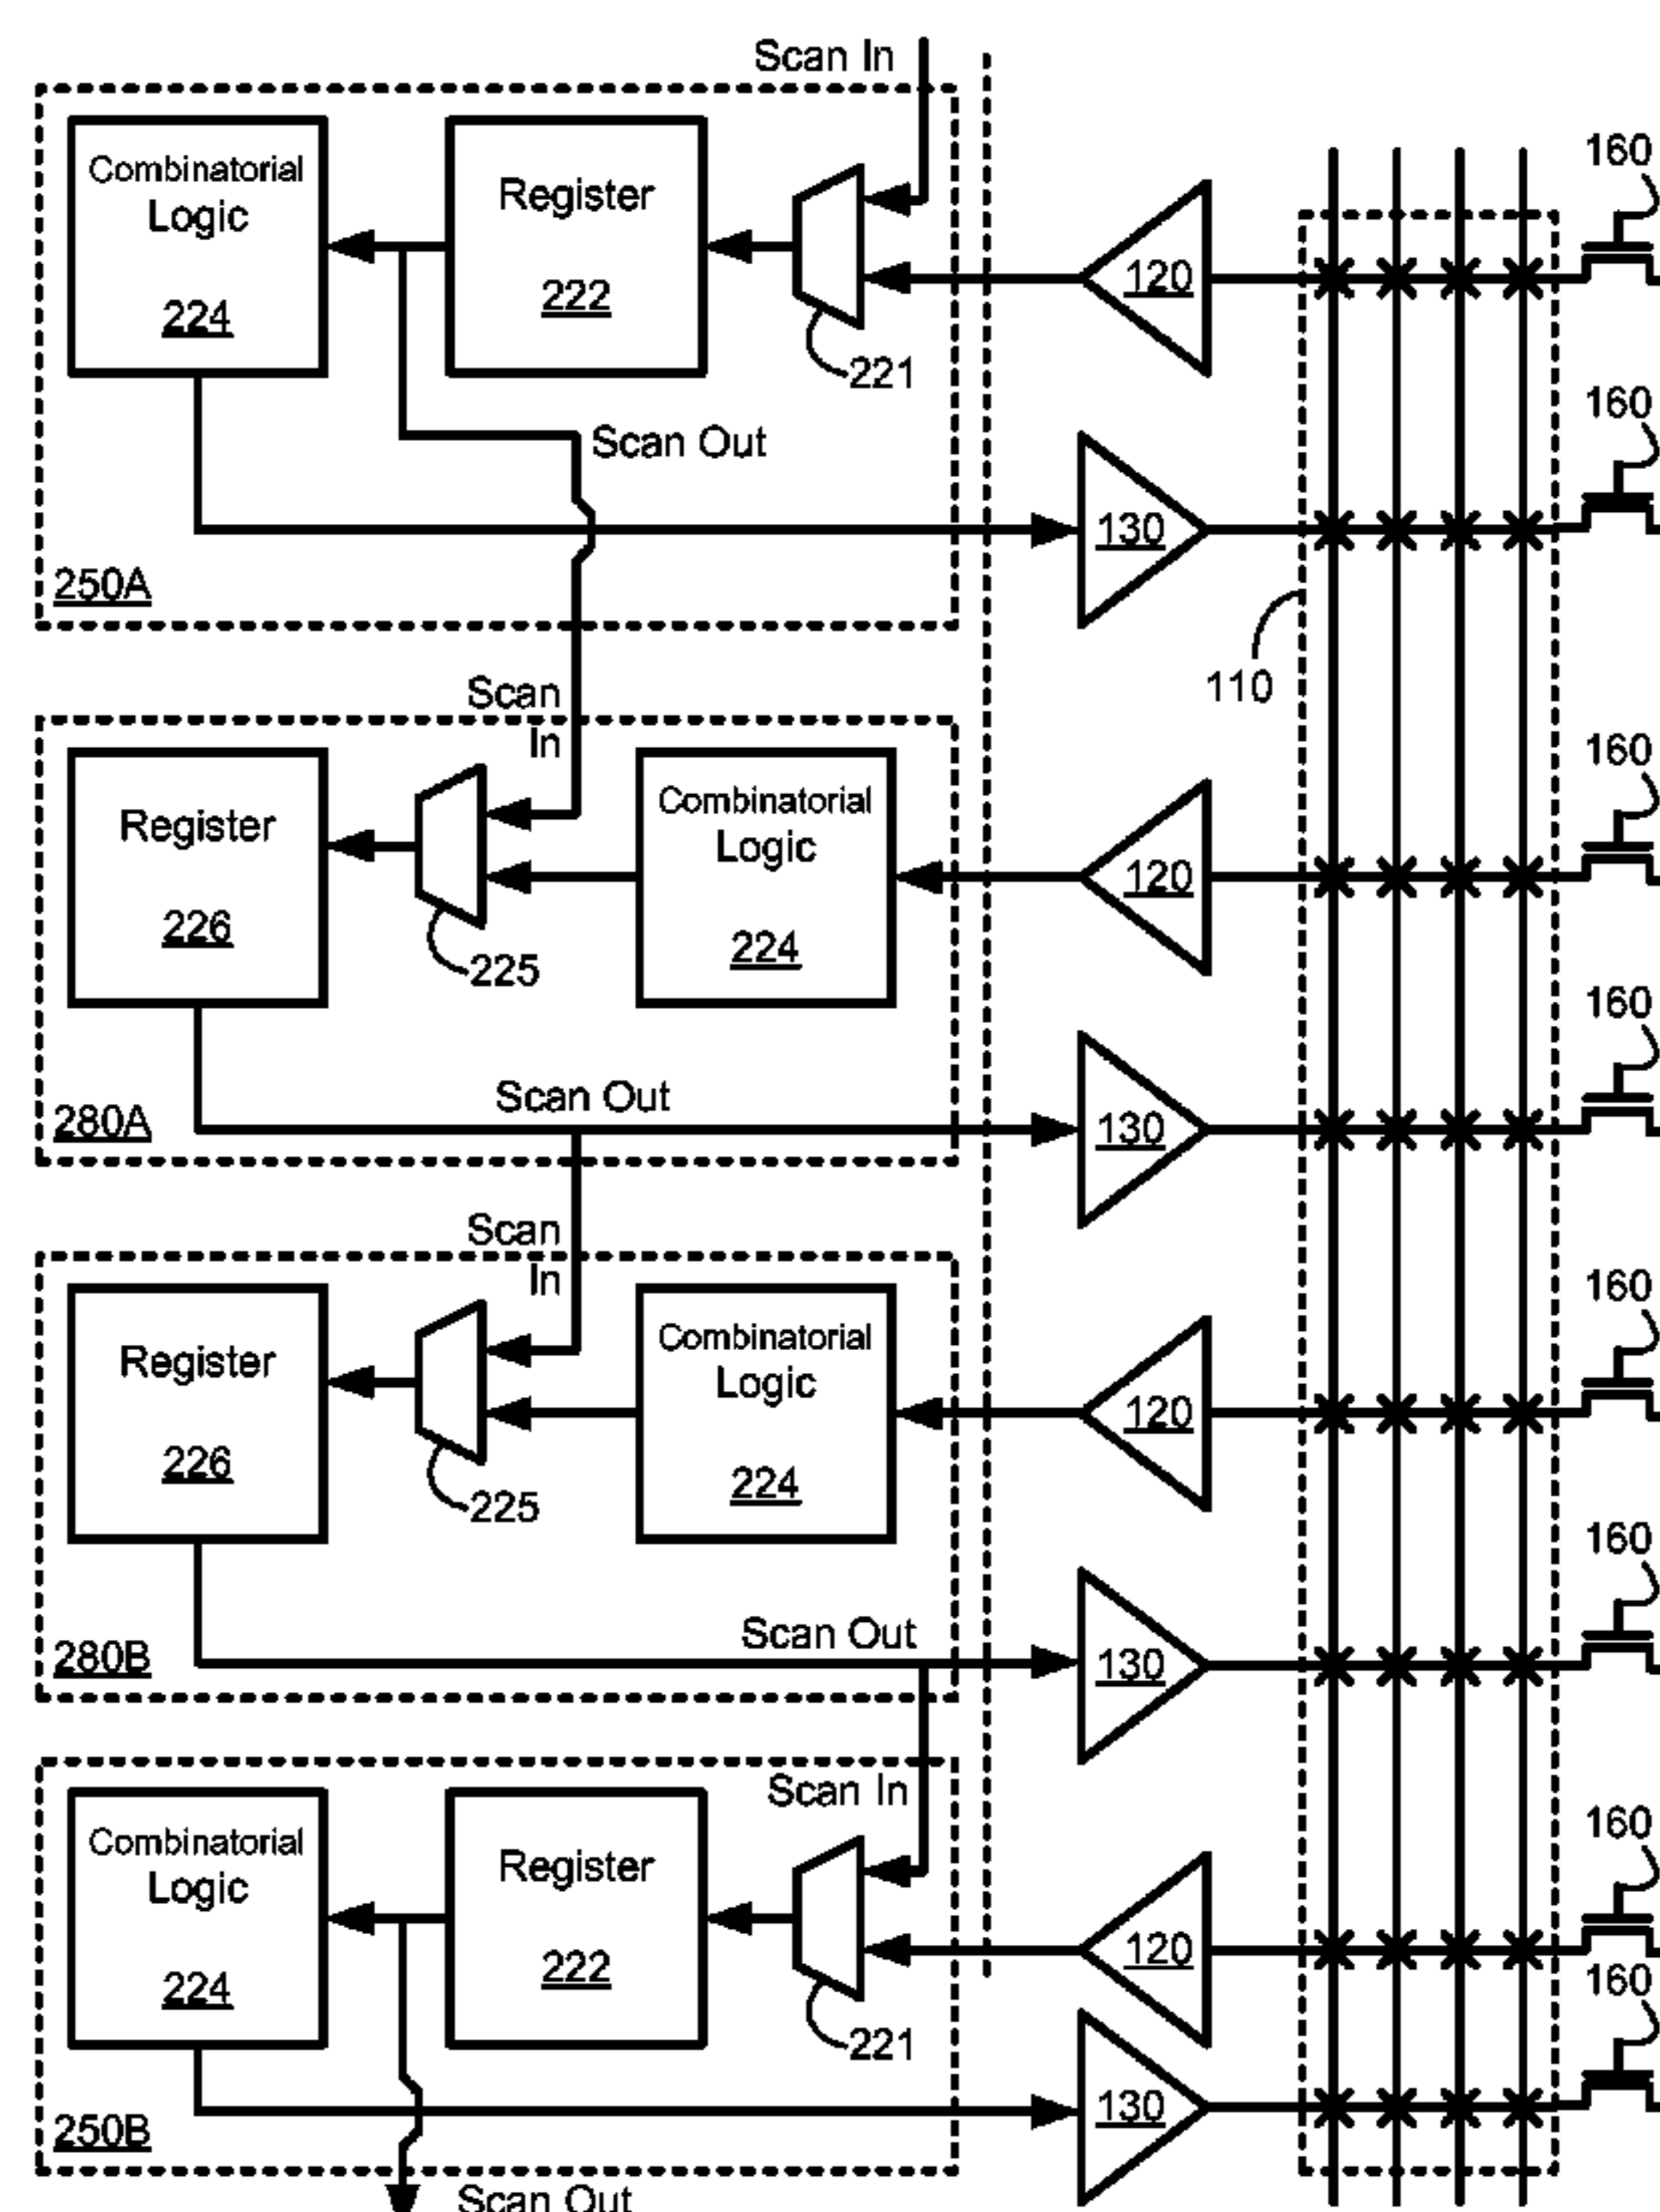 Scan In
Combinatorial
Logic
224
Register
222
221
120
160
Scan Out
130
160
250A
110
Scan
In
Register
226
225
Combinatorial
Logic
224
120
160
Scan Out
130
160
280A
Scan
In
Register
226
225
Combinatorial
Logic
224
120
160
Scan Out
130
160
280B
Scan In
Combinatorial
Logic
224
Register
222
221
120
160
130
160
250B
Scan Out